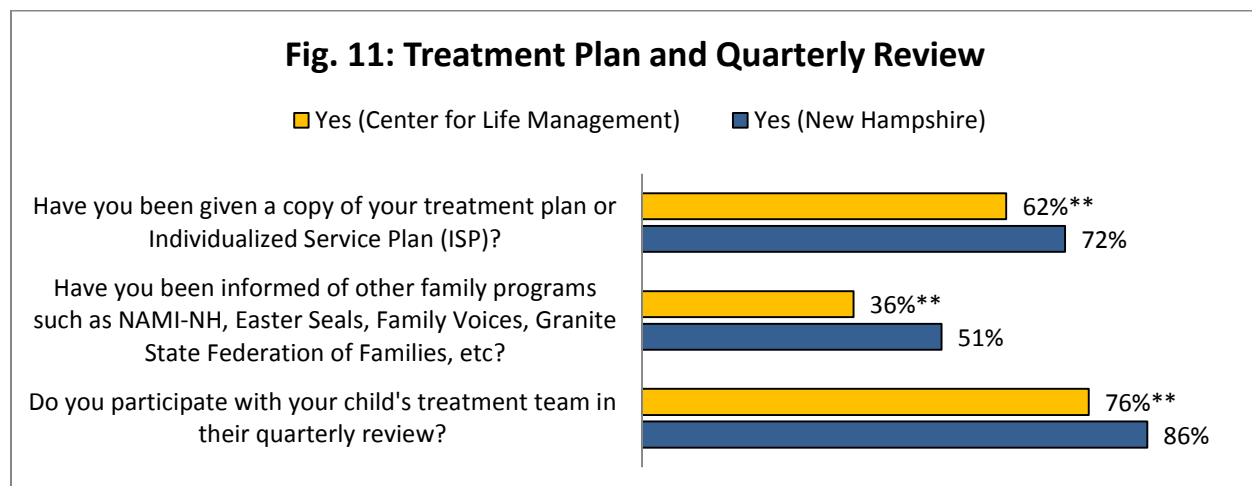 Fig. 11: Treatment Plan and Quarterly Review
Yes (Center for Life Management) Yes (New Hampshire)
Have you been given a copy of your treatment plan or
Individualized Service Plan (ISP)?
62%**
72%
Have you been informed of other family programs
such as NAMI-NH, Easter Seals, Family Voices, Granite
State Federation of Families, etc?
36%**
51%
Do you participate with your child's treatment team in
their quarterly review?
76%**
86%